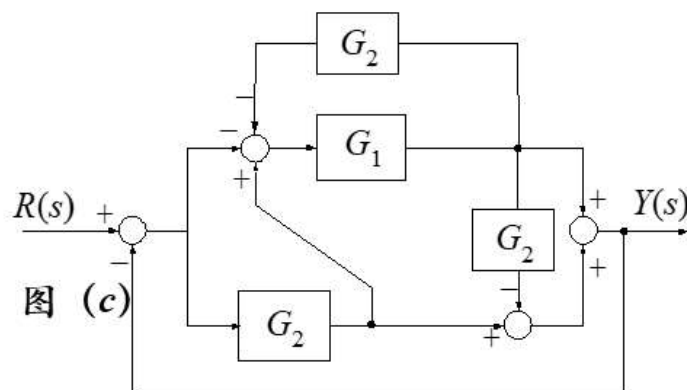 G₂
−
−
G₁
+
R(s)
+
−
+
Y(s)
G₂
−
+
图 (c)
G₂
+